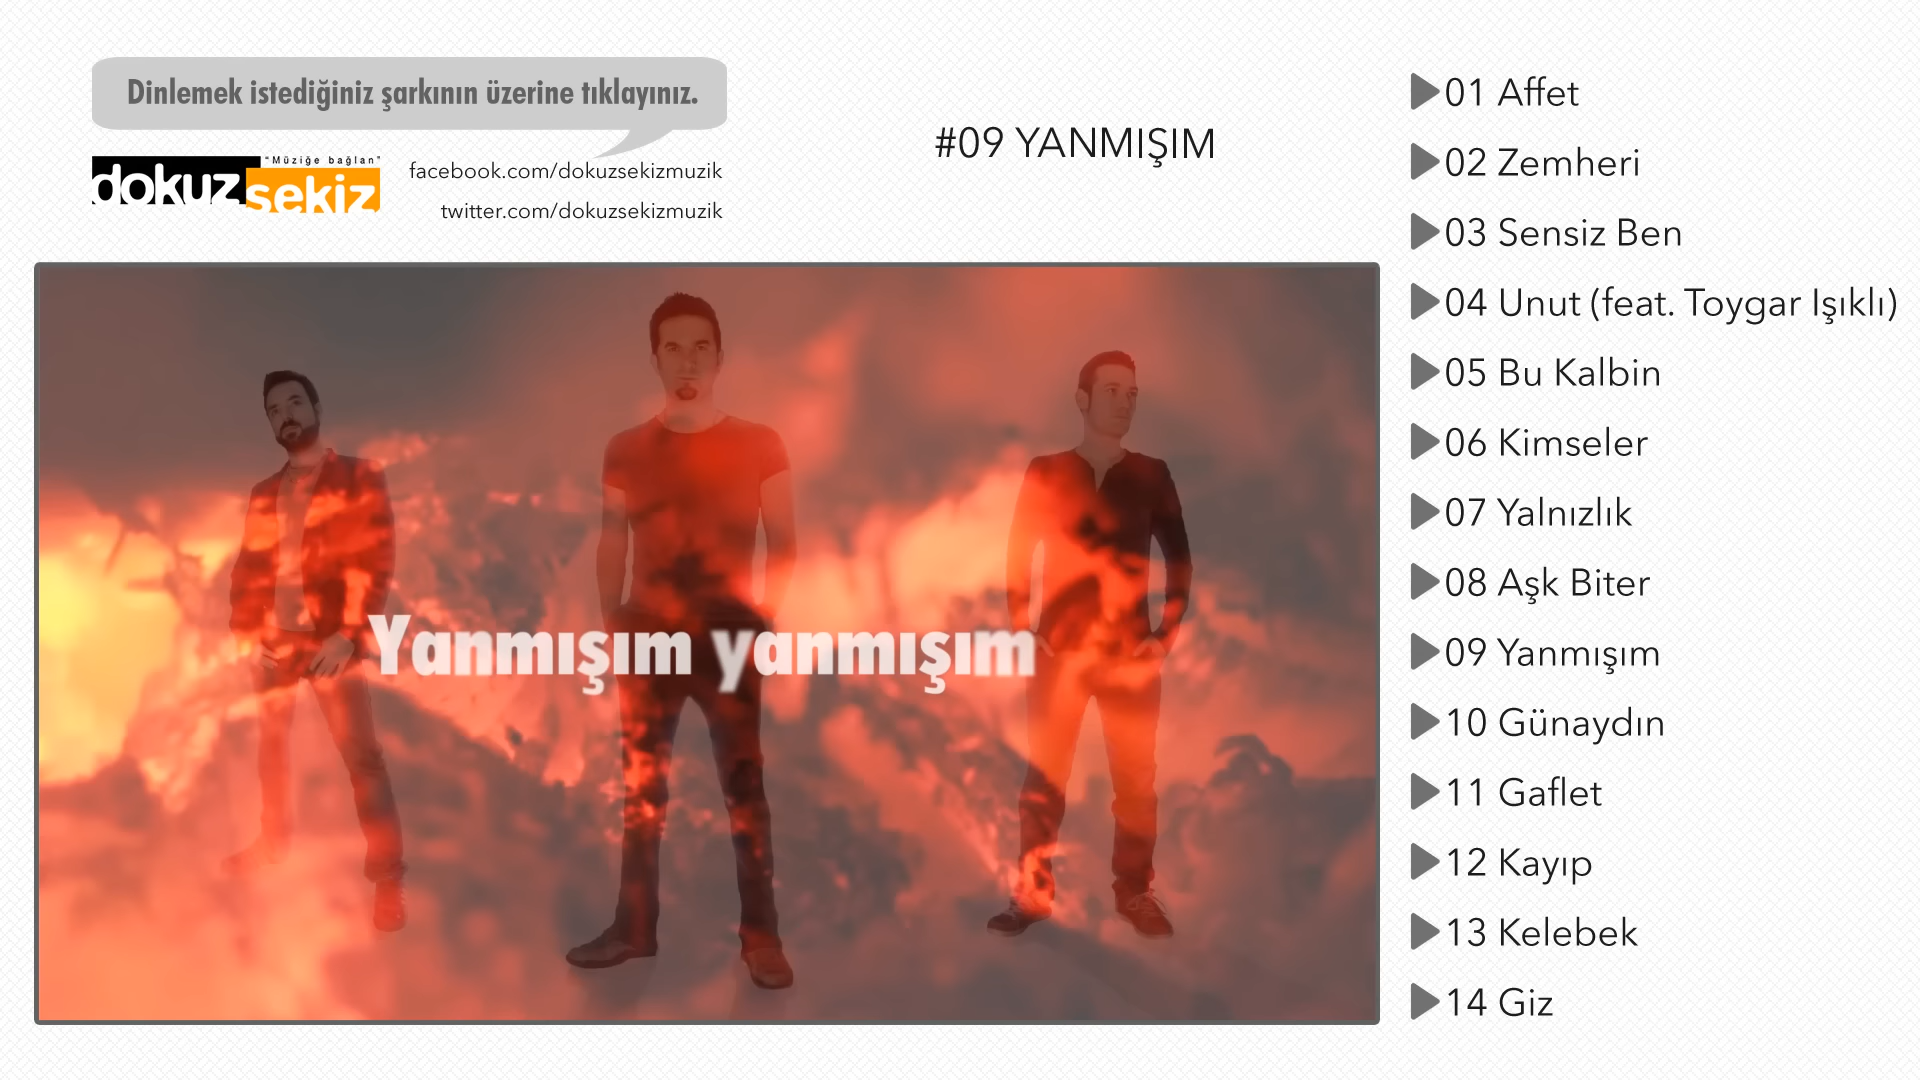 Dinlemek istediğiniz şarkının üzerine tıklayınız.
"Müziğe bağlan"
dokuzsekiz
facebook.com/dokuzsekizmuzik
twitter.com/dokuzsekizmuzik
#09 YANMIŞIM
Yanmışım yanmışım
01 Affet
02 Zemheri
03 Sensiz Ben
04 Unut (feat. Toygar Işıklı)
05 Bu Kalbin
06 Kimseler
07 Yalnızlık
08 Aşk Biter
09 Yanmışım
10 Günaydın
11 Gaflet
12 Kayıp
13 Kelebek
14 Giz